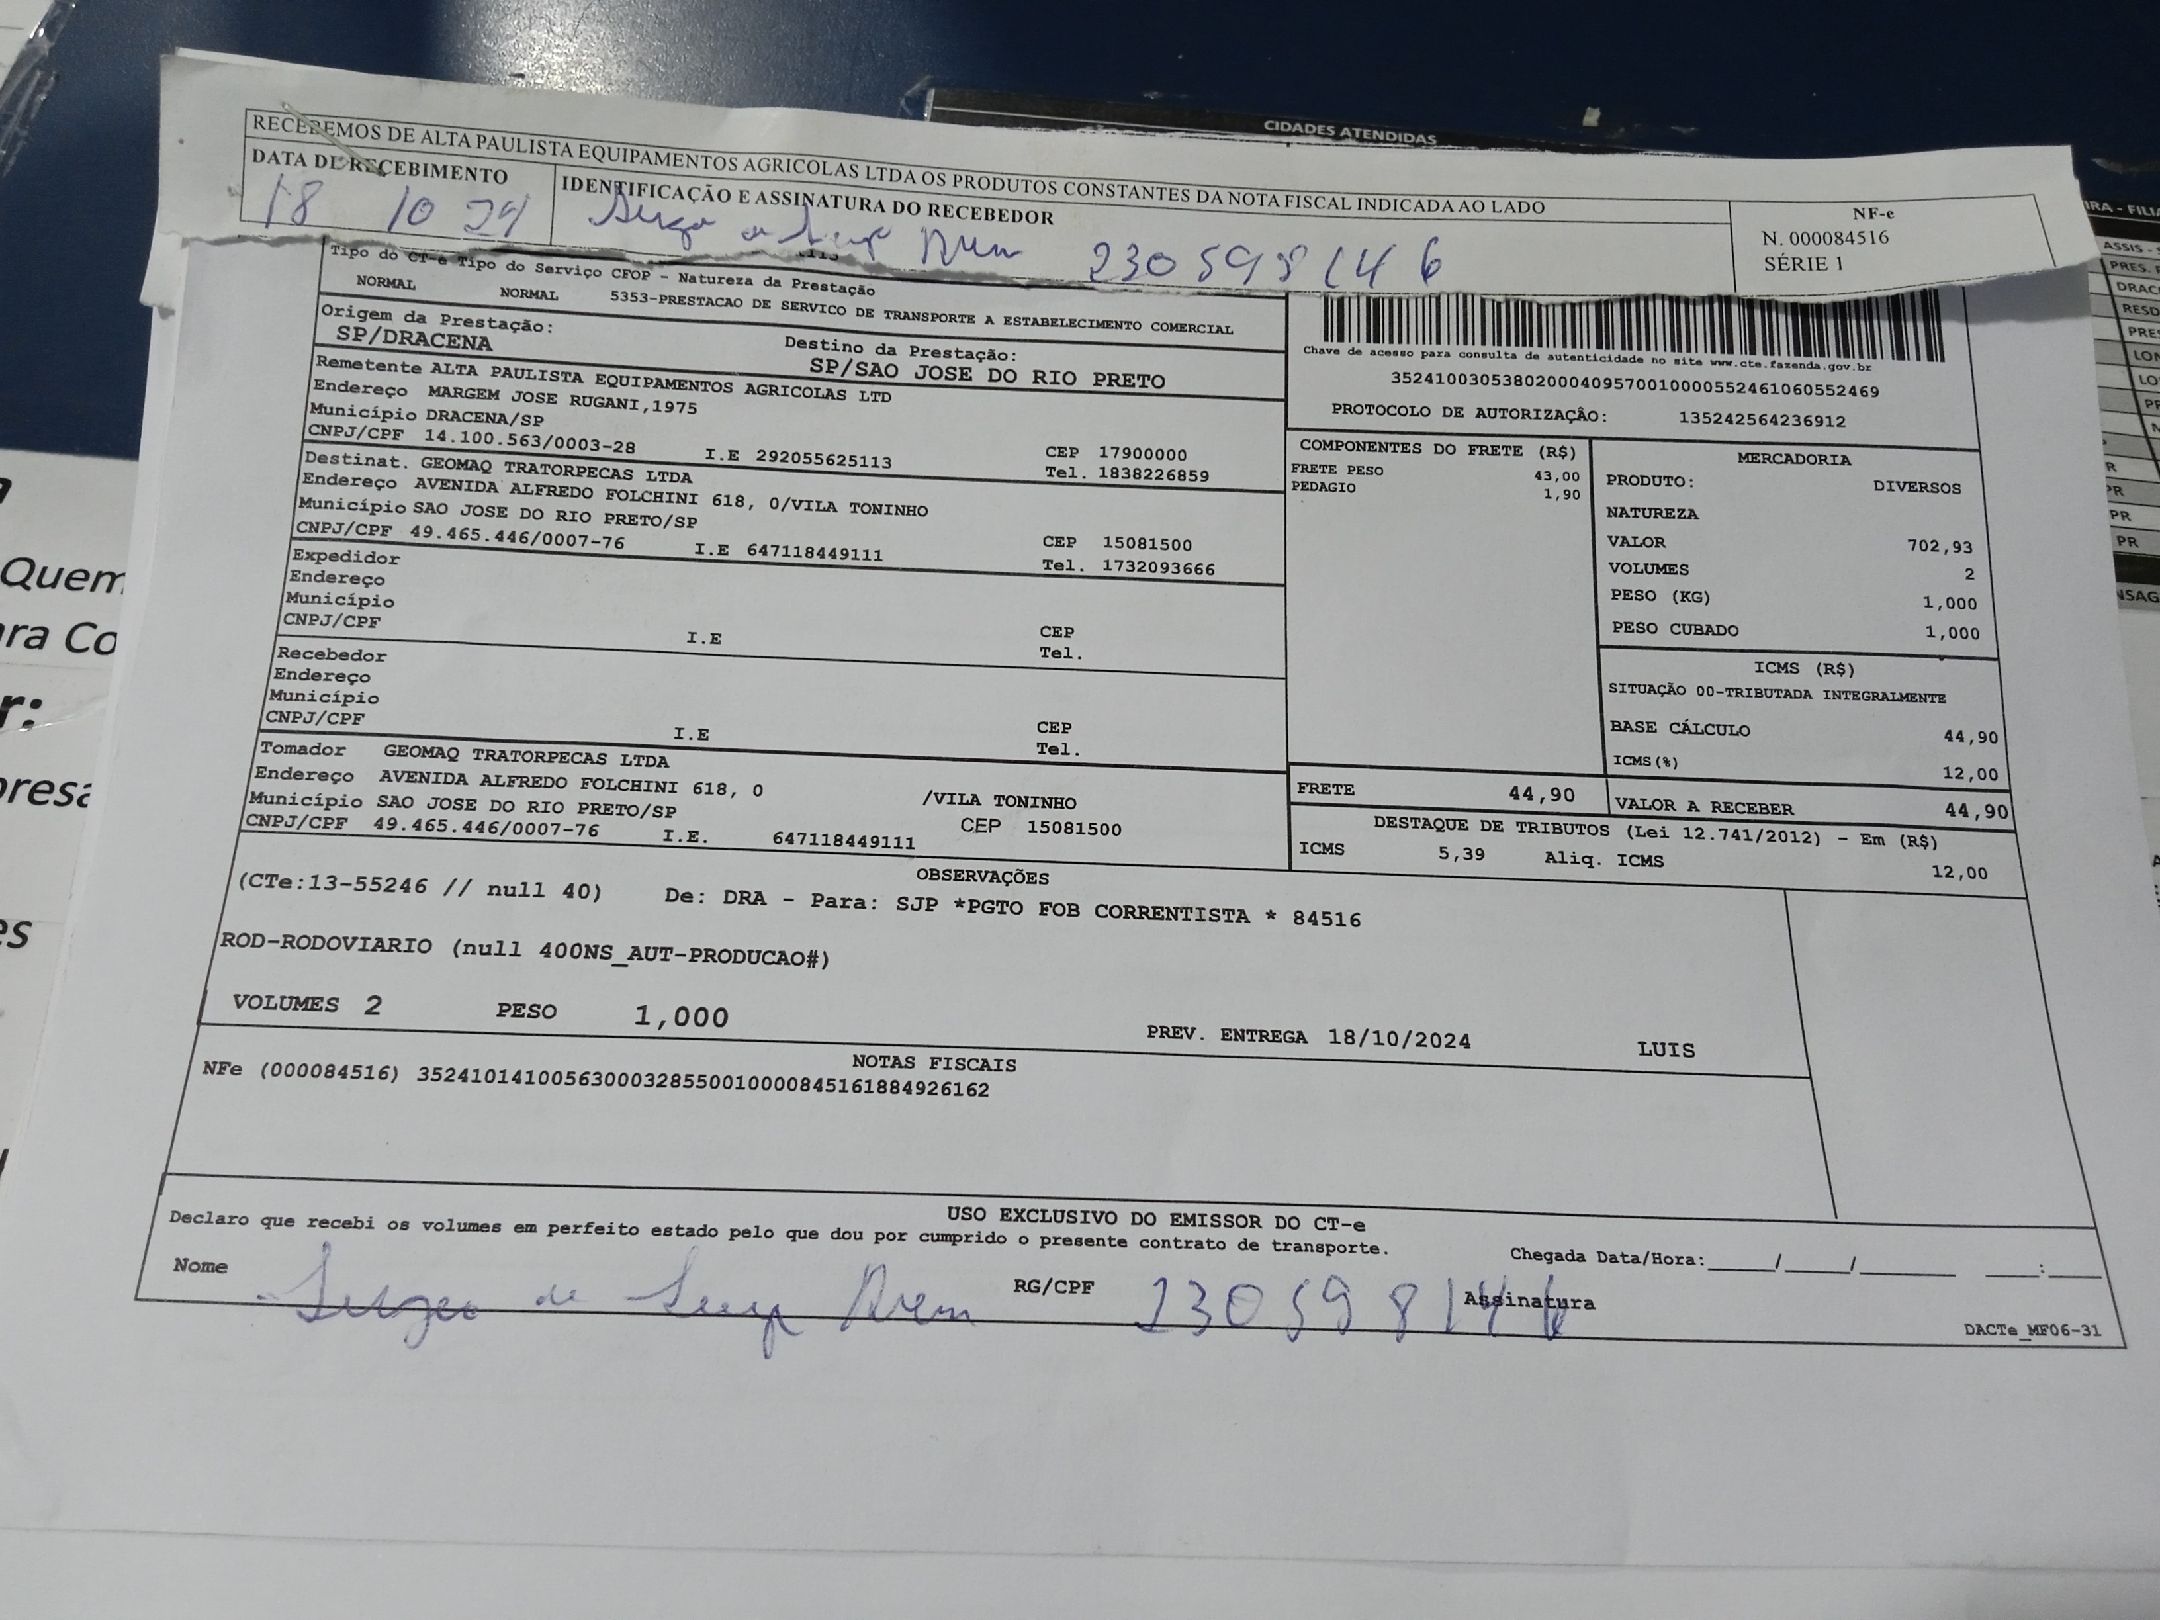 CIDADES ATENDIDAS
RECEBEMOS DE ALTA PAULISTA EQUIPAMENTOS AGRICOLAS LTDA OS PRODUTOS CONSTANTES DA NOTA FISCAL INDICADA AO LADO
DATA DE RECEBIMENTO
18 10 24
IDENTIFICAÇÃO E ASSINATURA DO RECEBEDOR
230598146
NF-e
N. 000084516
SÉRIE 1
Tipo do CT-e Tipo do Serviço CFOP - Natureza da Prestação
NORMAL NORMAL 5353-PRESTACAO DE SERVICO DE TRANSPORTE A ESTABELECIMENTO COMERCIAL
Origem da Prestação: Destino da Prestação:
SP/DRACENA SP/SAO JOSE DO RIO PRETO
Chave de acesso para consulta de autenticidade no site www.cte.fazenda.gov.br
35241003053802000409570010000552461060552469
PROTOCOLO DE AUTORIZAÇÃO: 135242564236912
Remetente ALTA PAULISTA EQUIPAMENTOS AGRICOLAS LTD
Endereço MARGEM JOSE RUGANI,1975
Município DRACENA/SP CEP 17900000
CNPJ/CPF 14.100.563/0003-28 I.E 292055625113 Tel. 1838226859
Destinat. GEOMAQ TRATORPECAS LTDA
Endereço AVENIDA ALFREDO FOLCHINI 618, 0/VILA TONINHO
Município SAO JOSE DO RIO PRETO/SP CEP 15081500
CNPJ/CPF 49.465.446/0007-76 I.E 647118449111 Tel. 1732093666
Expedidor
Endereço
Município CEP
CNPJ/CPF I.E Tel.
Recebedor
Endereço
Município CEP
CNPJ/CPF I.E Tel.
Tomador GEOMAQ TRATORPECAS LTDA
Endereço AVENIDA ALFREDO FOLCHINI 618, 0 /VILA TONINHO
Município SAO JOSE DO RIO PRETO/SP CEP 15081500
CNPJ/CPF 49.465.446/0007-76 I.E. 647118449111
COMPONENTES DO FRETE (R$)
FRETE PESO 43,00
PEDAGIO 1,90
MERCADORIA
PRODUTO: DIVERSOS
NATUREZA
VALOR 702,93
VOLUMES 2
PESO (KG) 1,000
PESO CUBADO 1,000
ICMS (R$)
SITUAÇÃO 00-TRIBUTADA INTEGRALMENTE
BASE CÁLCULO 44,90
ICMS(%) 12,00
FRETE 44,90 VALOR A RECEBER 44,90
DESTAQUE DE TRIBUTOS (Lei 12.741/2012) - Em (R$)
ICMS 5,39 Aliq. ICMS 12,00
OBSERVAÇÕES
(CTe:13-55246 // null 40) De: DRA - Para: SJP *PGTO FOB CORRENTISTA * 84516
ROD-RODOVIARIO (null 400NS_AUT-PRODUCAO#)
VOLUMES 2 PESO 1,000 PREV. ENTREGA 18/10/2024 LUIS
NOTAS FISCAIS
NFe (000084516) 35241014100563000328550010000845161884926162
USO EXCLUSIVO DO EMISSOR DO CT-e
Declaro que recebi os volumes em perfeito estado pelo que dou por cumprido o presente contrato de transporte.
Chegada Data/Hora:_____/_____/_______ ____:____
Nome RG/CPF 230598146 Assinatura
DACTe_MF06-31